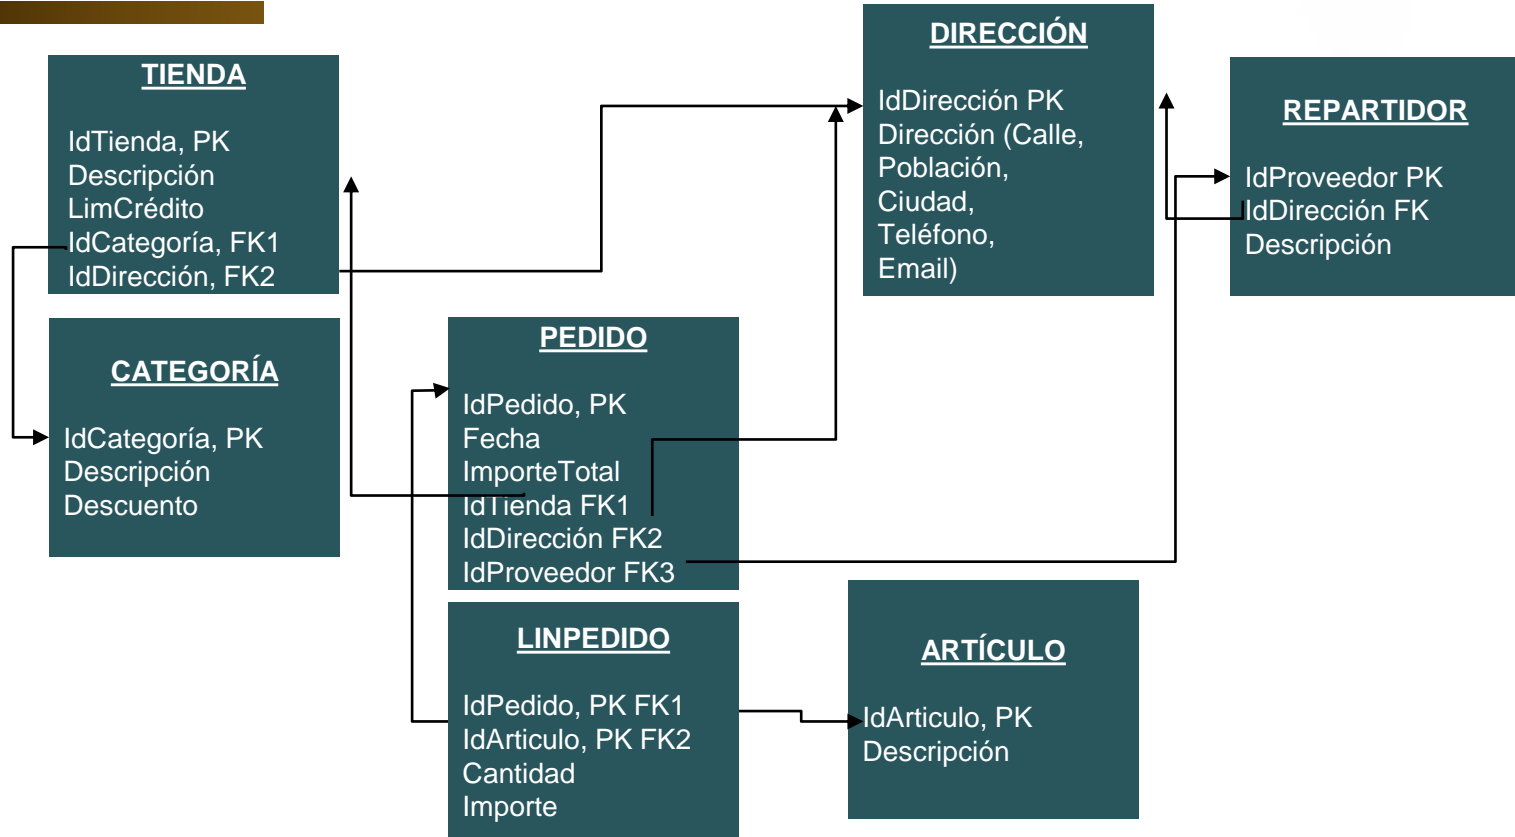 TIENDA
IdTienda, PK
Descripción
LimCrédito
IdCategoría, FK1
IdDirección, FK2
CATEGORÍA
IdCategoría, PK
Descripción
Descuento
PEDIDO
IdPedido, PK
Fecha
ImporteTotal
IdTienda FK1
IdDirección FK2
IdProveedor FK3
LINPEDIDO
IdPedido, PK FK1
IdArticulo, PK FK2
Cantidad
Importe
DIRECCIÓN
IdDirección PK
Dirección (Calle,
Población,
Ciudad,
Teléfono,
Email)
REPARTIDOR
IdProveedor PK
IdDirección FK
Descripción
ARTÍCULO
IdArticulo, PK
Descripción